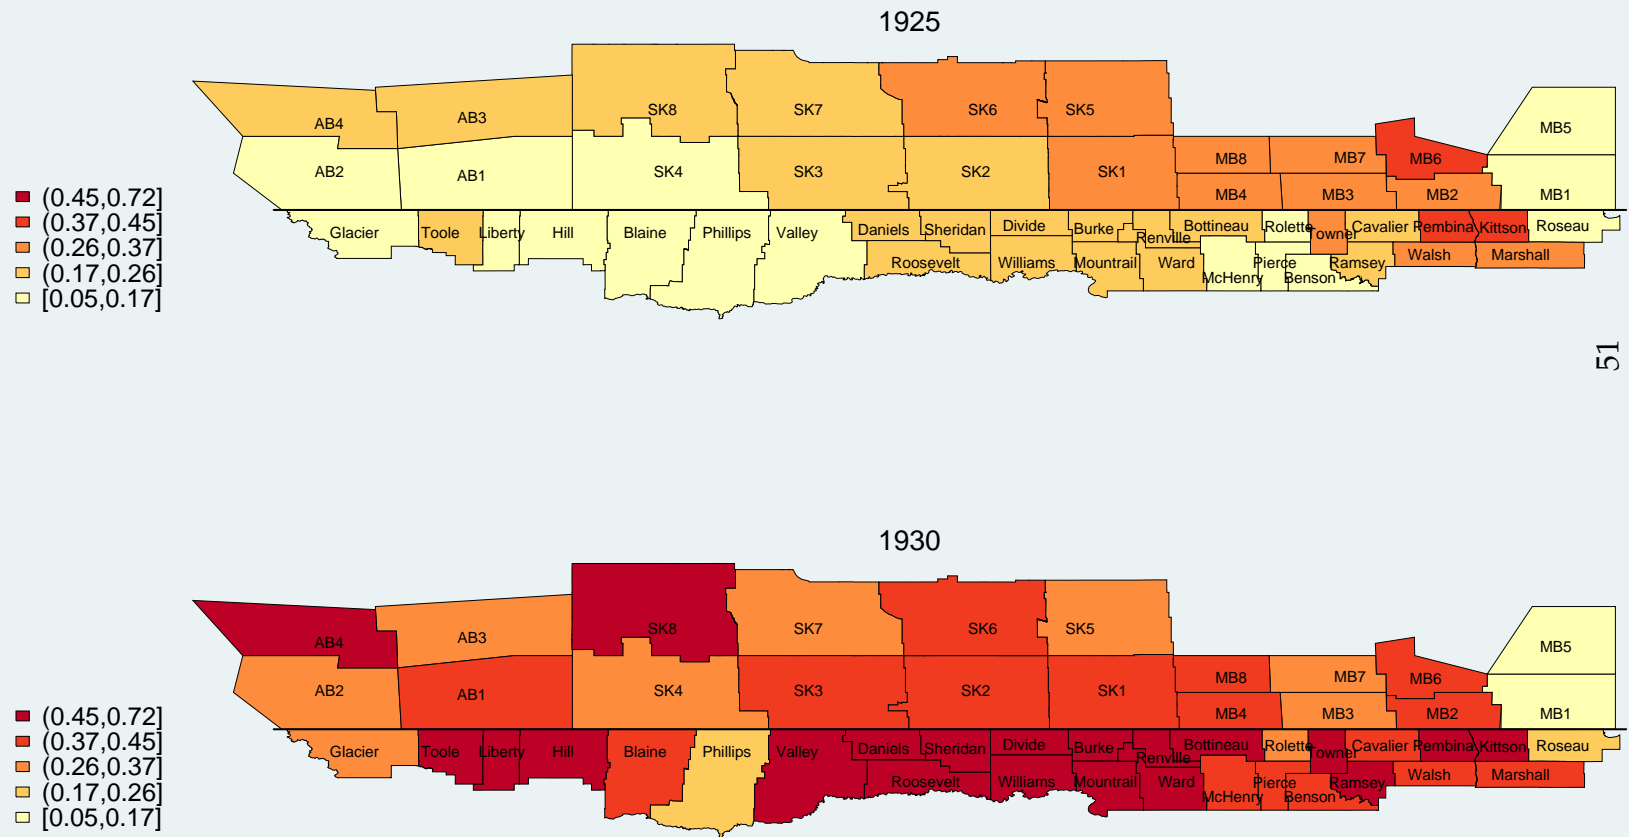 1925
AB4
AB3
SK8
SK7
SK6
SK5
MB5
AB2
AB1
SK4
SK3
SK2
SK1
MB8
MB7
MB6
MB4
MB3
MB2
MB1
(0.45,0.72]
(0.37,0.45]
(0.26,0.37]
(0.17,0.26]
[0.05,0.17]
Glacier
Toole
Liberty
Hill
Blaine
Phillips
Valley
Daniels
Sheridan
Divide
Burke
Renville
Bottineau
Rolette
Towner
Cavalier
Pembina
Kittson
Roseau
Roosevelt
Williams
Mountrail
Ward
McHenry
Pierce
Benson
Ramsey
Walsh
Marshall
51
1930
AB4
AB3
SK8
SK7
SK6
SK5
MB5
AB2
AB1
SK4
SK3
SK2
SK1
MB8
MB7
MB6
MB4
MB3
MB2
MB1
(0.45,0.72]
(0.37,0.45]
(0.26,0.37]
(0.17,0.26]
[0.05,0.17]
Glacier
Toole
Liberty
Hill
Blaine
Phillips
Valley
Daniels
Sheridan
Divide
Burke
Renville
Bottineau
Rolette
Towner
Cavalier
Pembina
Kittson
Roseau
Roosevelt
Williams
Mountrail
Ward
McHenry
Pierce
Benson
Ramsey
Walsh
Marshall